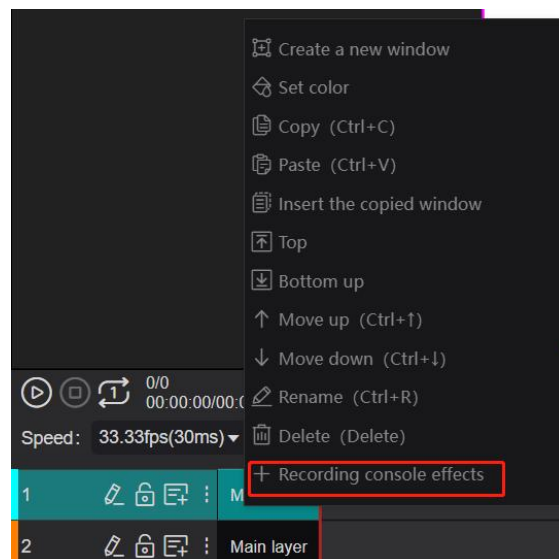 Create a new window
Set color
Copy (Ctrl+C)
Paste (Ctrl+V)
Insert the copied window
Top
Bottom up
Move up (Ctrl+↑)
Move down (Ctrl+↓)
Rename (Ctrl+R)
Delete (Delete)
Recording console effects
1
0/0
00:00:00/00:
Speed: 33.33fps(30ms)
1
M
2
Main layer